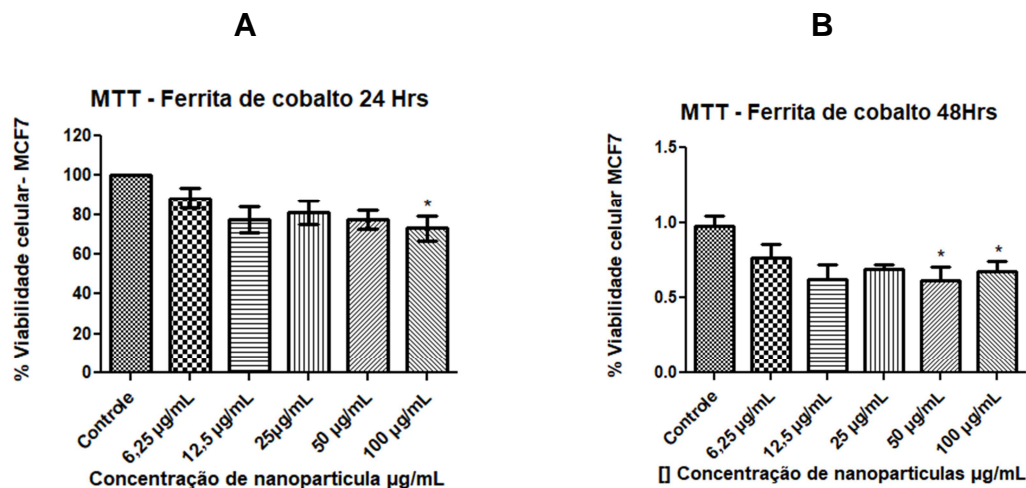 A
MTT - Ferrita de cobalto 24 Hrs
% Viabilidade celular- MCF7
120
100
80
60
40
20
0
*
Controle
6,25 µg/mL
12,5 µg/mL
25µg/mL
50 µg/mL
100 µg/mL
Concentração de nanoparticula µg/mL
B
MTT - Ferrita de cobalto 48Hrs
% Viabilidade celular MCF7
1.5
1.0
0.5
0.0
*
*
Controle
6,25 µg/mL
12,5 µg/mL
25 µg/mL
50 µg/mL
100 µg/mL
[] Concentração de nanoparticulas µg/mL